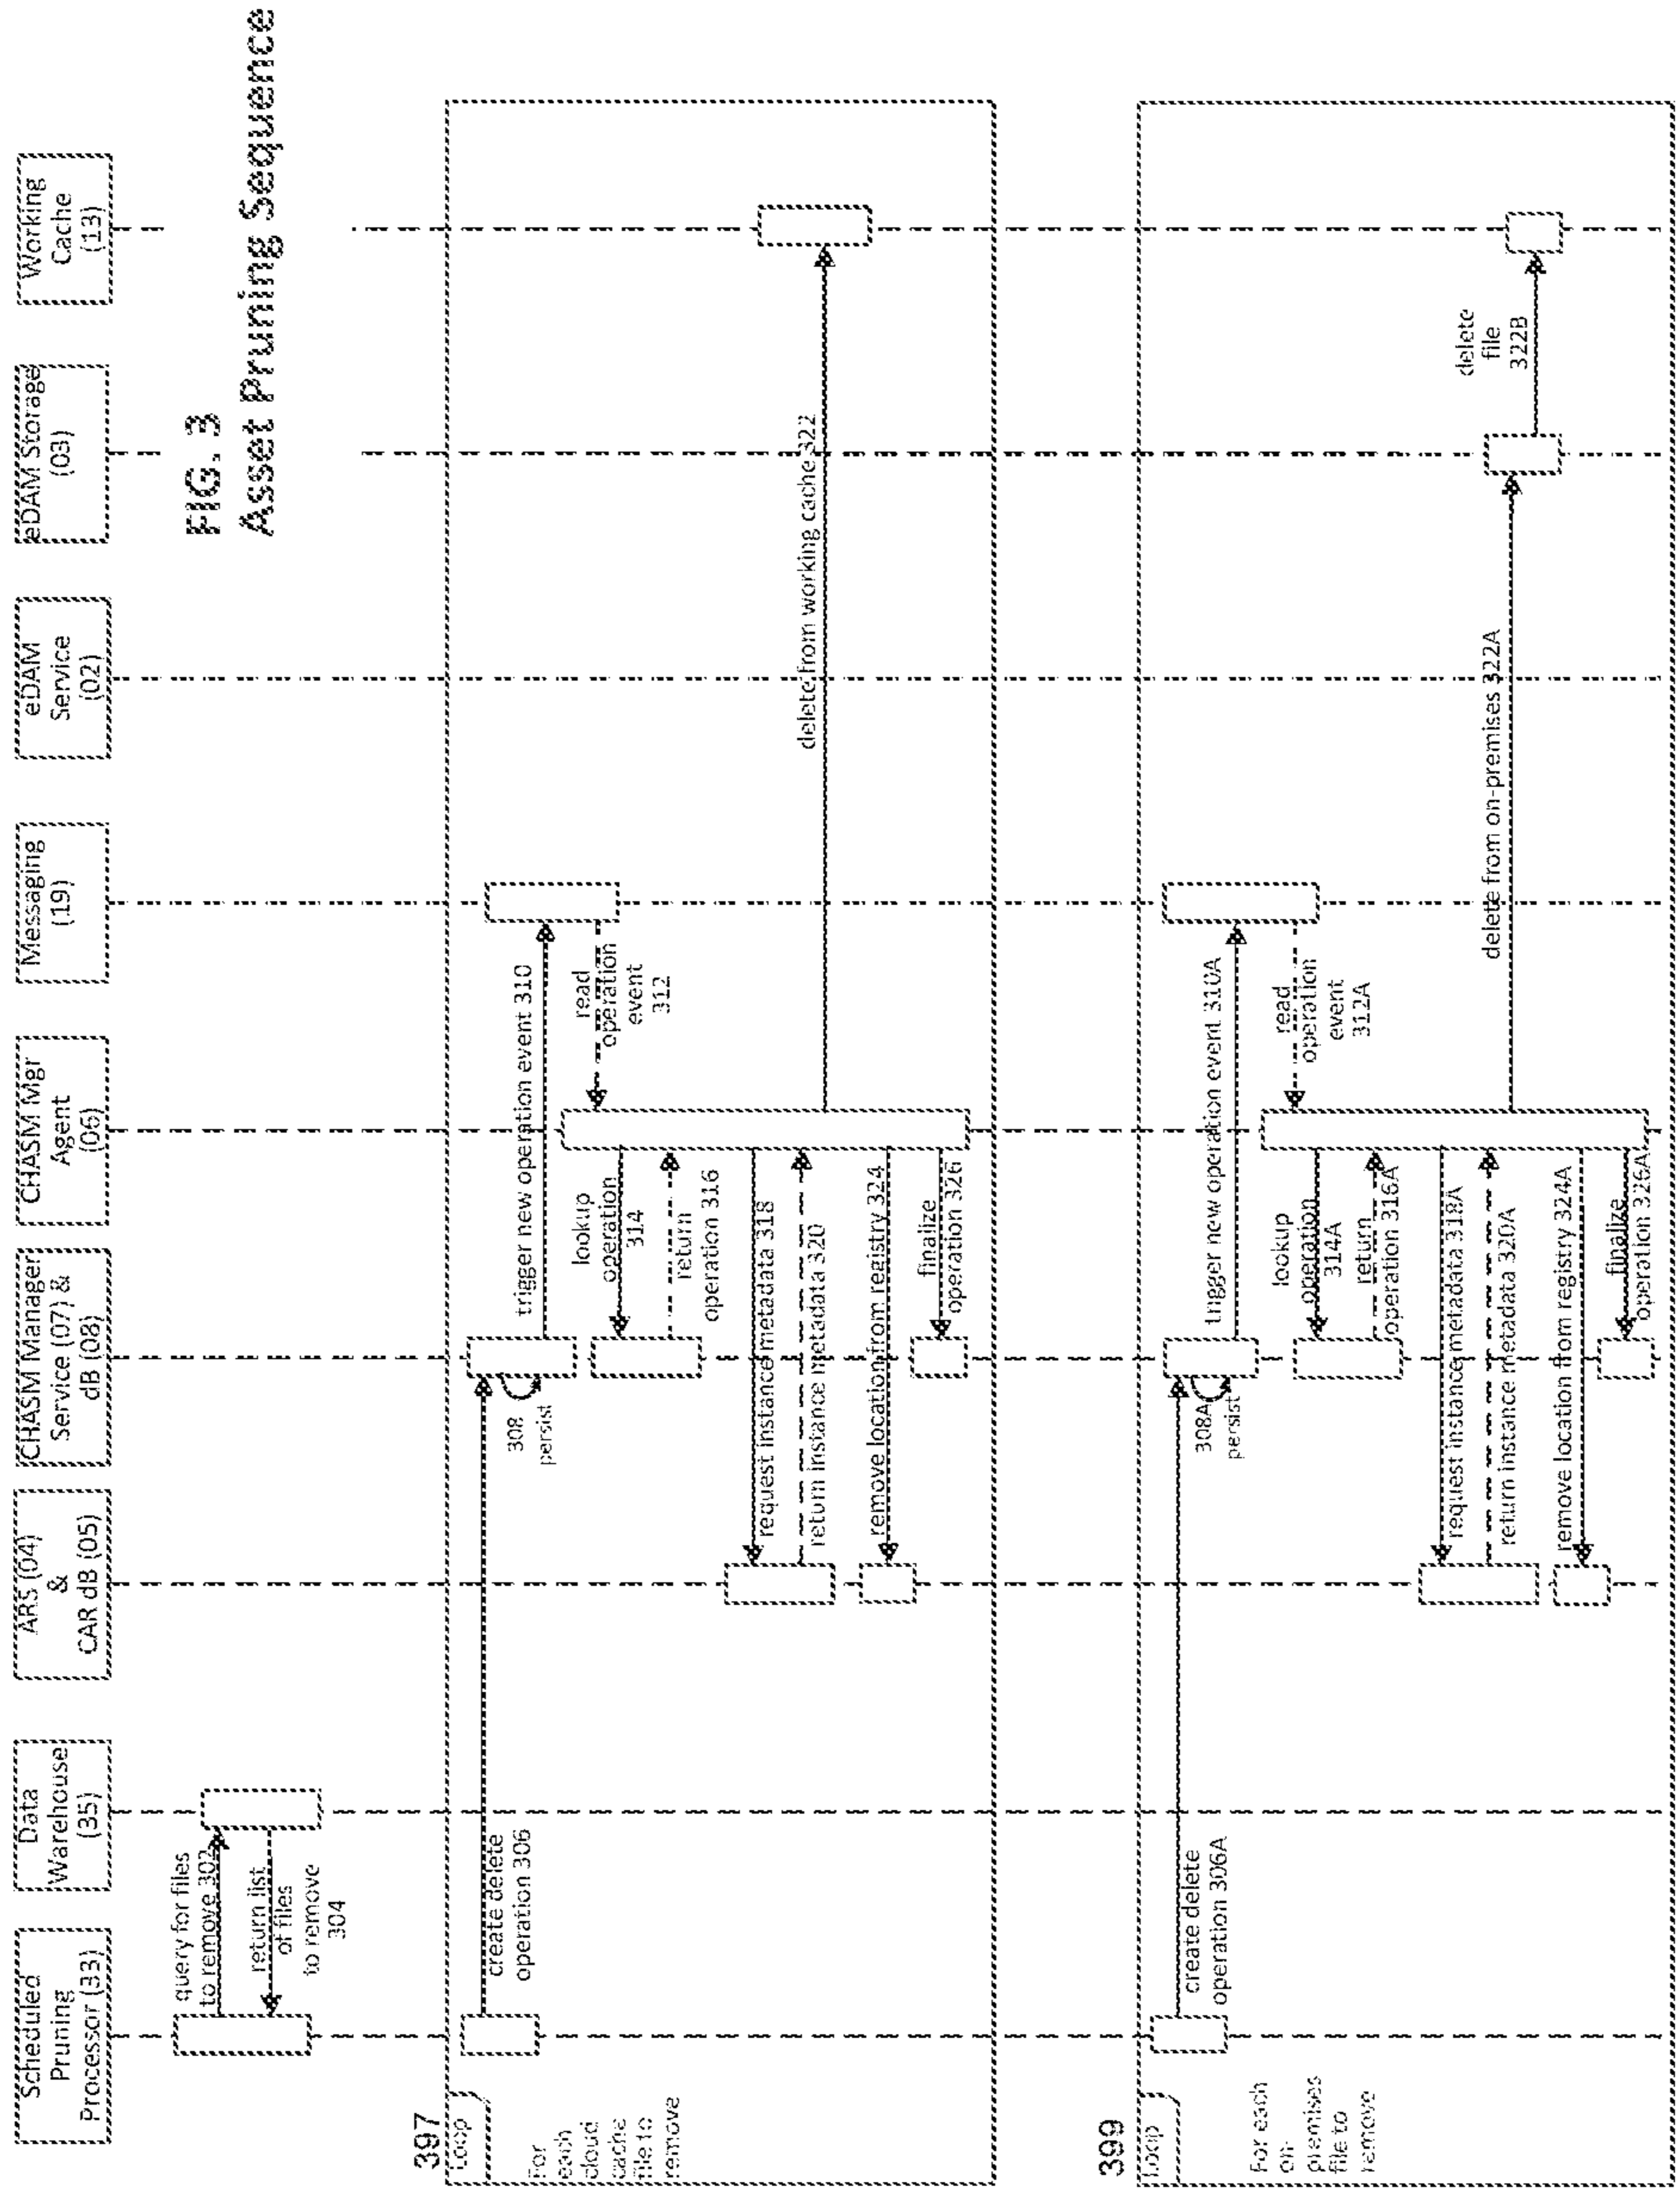 Scheduled
Pruning
Processor (33)
Data
Warehouse
(35)
ARS (04)
&
CAR dB (05)
CHASM Manager
Service (07) &
dB (08)
CHASM Mgr
Agent
(06)
Messaging
(19)
eDAM
Service
(02)
eDAM Storage
(03)
Working
Cache
(13)
FIG. 3
Asset Pruning Sequence
query for files
to remove 302
return list
of files
to remove
304
397
Loop
For
each
cloud
cache
file to
remove
create delete
operation 306
308
persist
trigger new operation event 310
read
operation
event
312
lookup
operation
314
return
operation 316
request instance metadata 318
return instance metadata 320
delete from working cache 322
remove location from registry 324
finalize
operation 326
399
Loop
For each
on-
premises
file to
remove
create delete
operation 306A
308A
persist
trigger new operation event 310A
read
operation
event
312A
lookup
operation
314A
return
operation 316A
request instance metadata 318A
return instance metadata 320A
delete from on-premises 322A
delete
file
322B
remove location from registry 324A
finalize
operation 326A